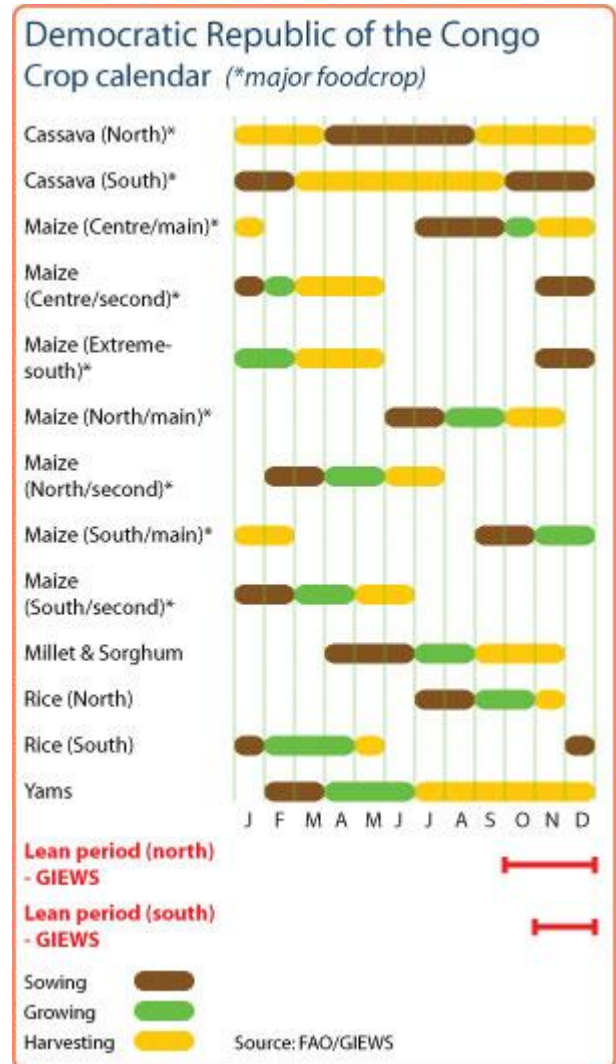 Democratic Republic of the Congo
Crop calendar (*major foodcrop)
Cassava (North)*
Cassava (South)*
Maize (Centre/main)*
Maize
(Centre/second)*
Maize (Extreme-
south)*
Maize (North/main)*
Maize
(North/second)*
Maize (South/main)*
Maize
(South/second)*
Millet & Sorghum
Rice (North)
Rice (South)
Yams
J F M A M J J A S O N D
Lean period (north)
- GIEWS
Lean period (south)
- GIEWS
Sowing
Growing
Harvesting Source: FAO/GIEWS